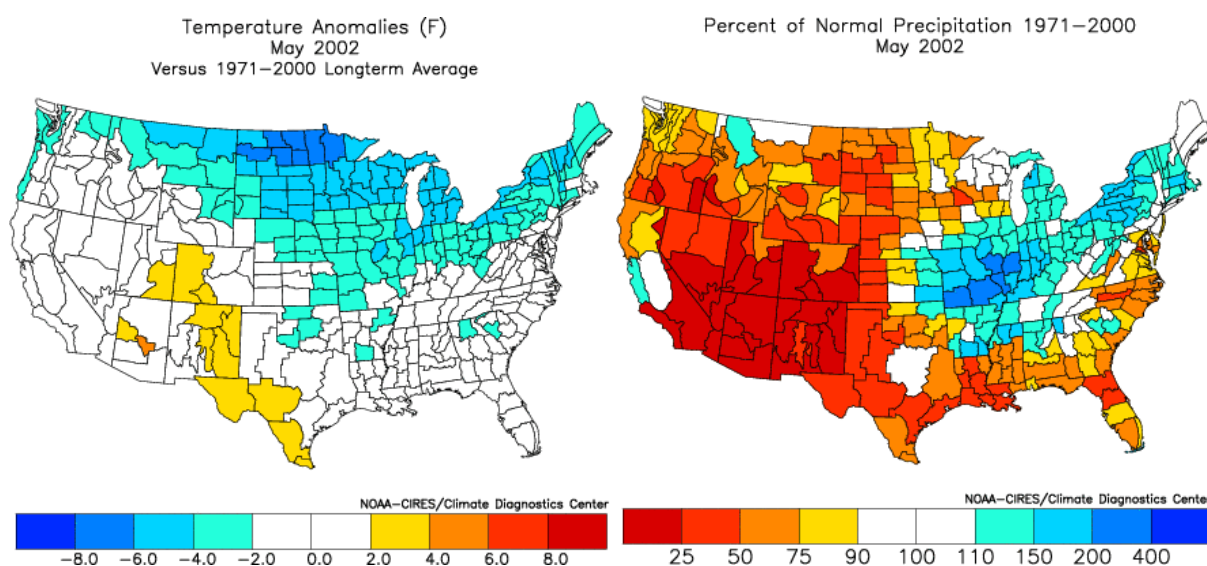 Temperature Anomalies (F)
May 2002
Versus 1971-2000 Longterm Average
Percent of Normal Precipitation 1971-2000
May 2002
NOAA-CIRES/Climate Diagnostics Center
-8.0 -6.0 -4.0 -2.0 0.0 2.0 4.0 6.0 8.0
NOAA-CIRES/Climate Diagnostics Cente
25 50 75 90 100 110 150 200 400